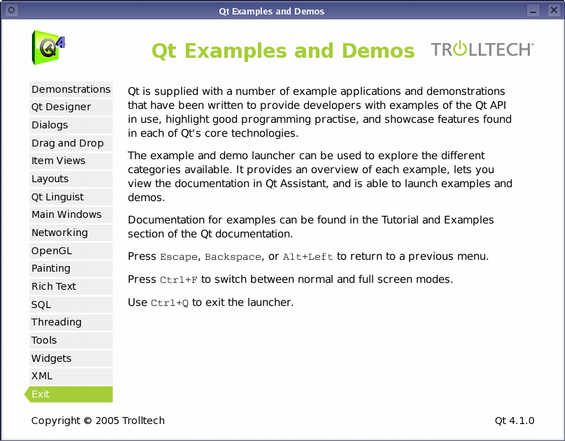 Qt Examples and Demos
Qt 4
Qt Examples and Demos
TROLLTECH
Demonstrations
Qt Designer
Dialogs
Drag and Drop
Item Views
Layouts
Qt Linguist
Main Windows
Networking
OpenGL
Painting
Rich Text
SQL
Threading
Tools
Widgets
XML
Exit
Qt is supplied with a number of example applications and demonstrations
that have been written to provide developers with examples of the Qt API
in use, highlight good programming practise, and showcase features found
in each of Qt's core technologies.
The example and demo launcher can be used to explore the different
categories available. It provides an overview of each example, lets you
view the documentation in Qt Assistant, and is able to launch examples and
demos.
Documentation for examples can be found in the Tutorial and Examples
section of the Qt documentation.
Press Escape, Backspace, or Alt+Left to return to a previous menu.
Press Ctrl+F to switch between normal and full screen modes.
Use Ctrl+Q to exit the launcher.
Copyright © 2005 Trolltech
Qt 4.1.0